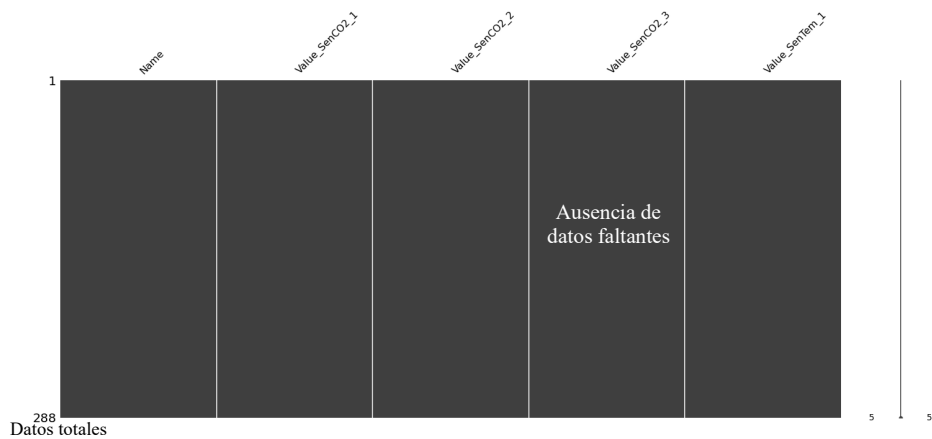 Name
Value_SenCO2_1
Value_SenCO2_2
Value_SenCO2_3
Value_SenTem_1
1
Ausencia de
datos faltantes
288
5
5
Datos totales